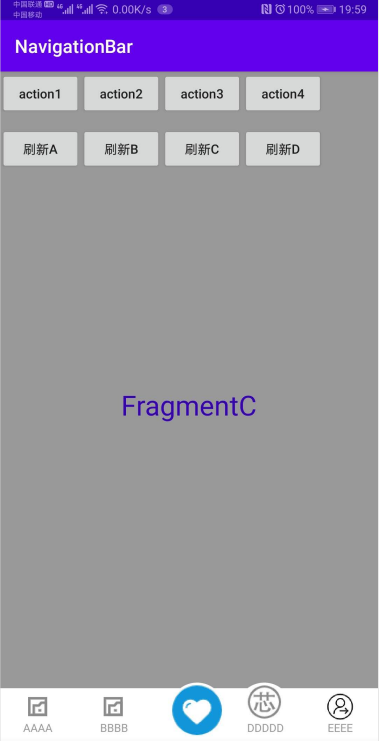 中国联通 HD 4G 4G 0.00K/s 3 100% 19:59
中国移动
NavigationBar
action1 action2 action3 action4
刷新A 刷新B 刷新C 刷新D
FragmentC
芯
AAAA BBBB DDDDD EEEE